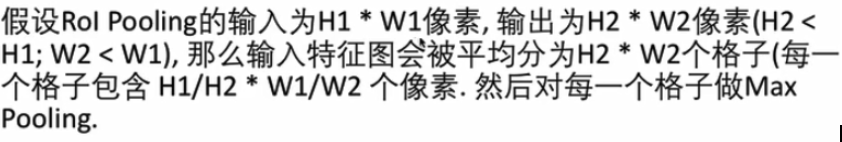 假设RoI Pooling的输入为H1 * W1像素, 输出为H2 * W2像素(H2 <
H1; W2 < W1), 那么输入特征图会被平均分为H2 * W2个格子(每一
个格子包含 H1/H2 * W1/W2 个像素. 然后对每一个格子做Max
Pooling.